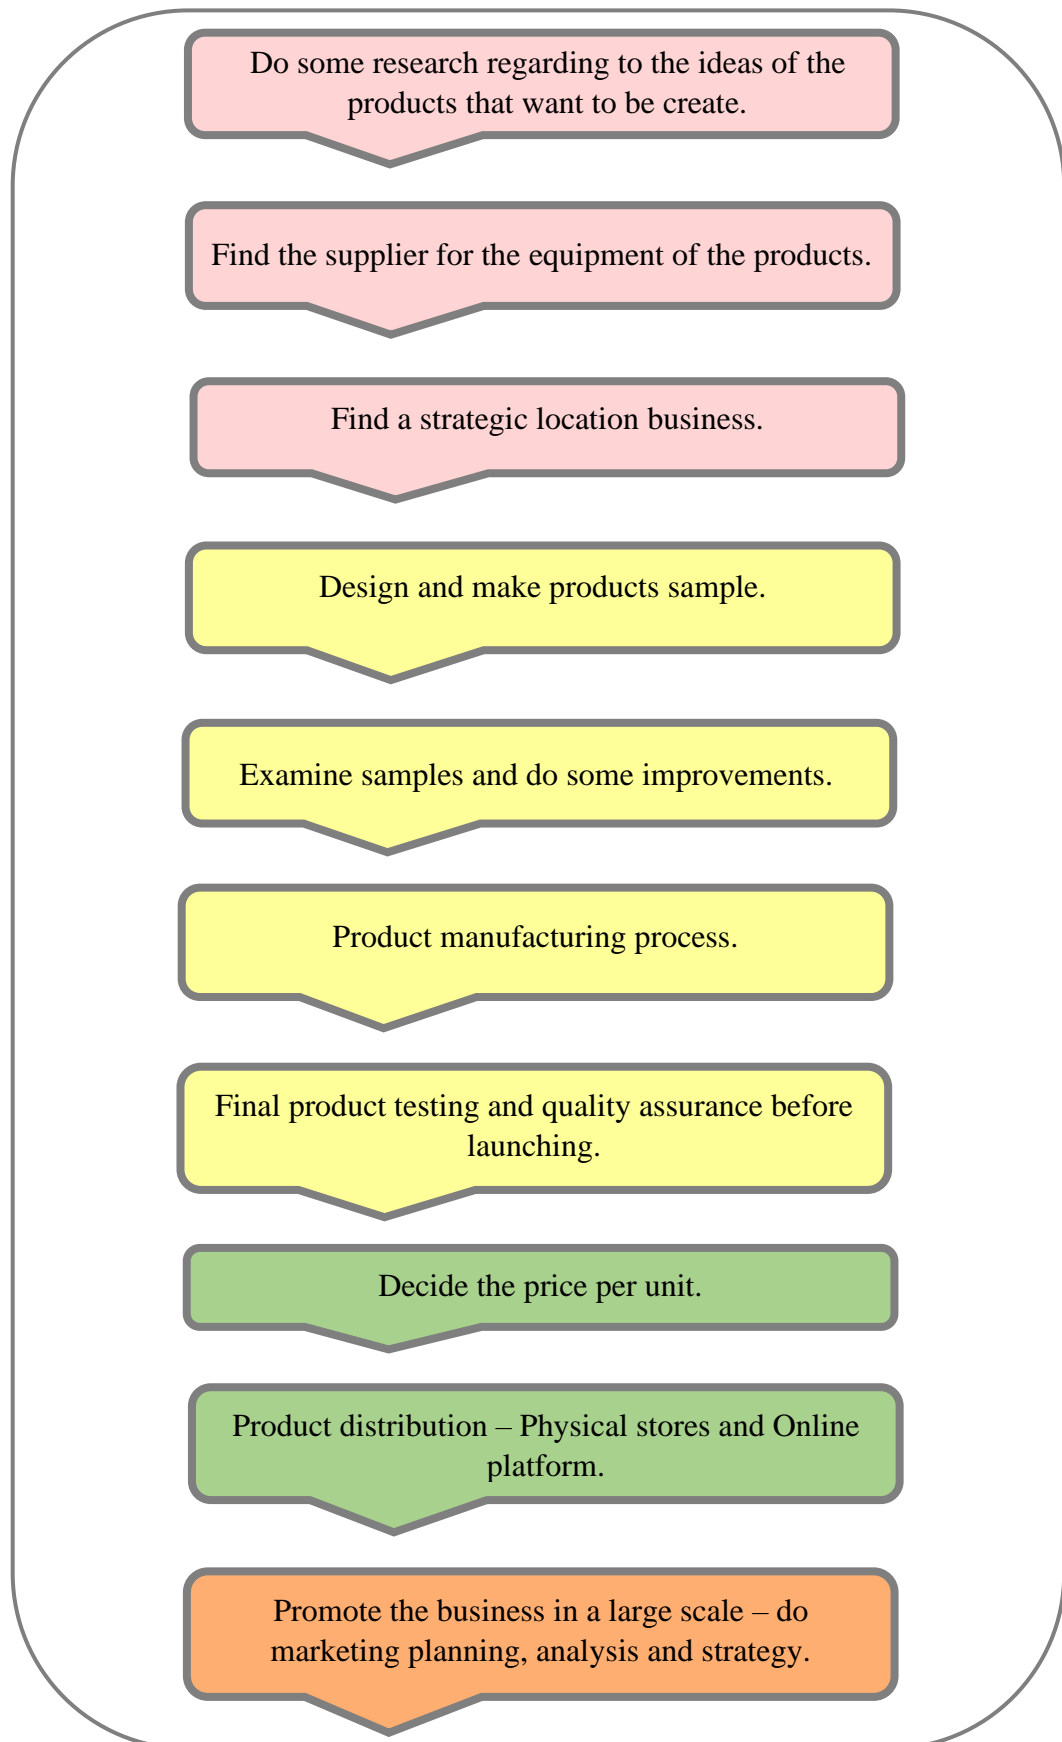 Do some research regarding to the ideas of the
products that want to be create.
Find the supplier for the equipment of the products.
Find a strategic location business.
Design and make products sample.
Examine samples and do some improvements.
Product manufacturing process.
Final product testing and quality assurance before
launching.
Decide the price per unit.
Product distribution – Physical stores and Online
platform.
Promote the business in a large scale – do
marketing planning, analysis and strategy.